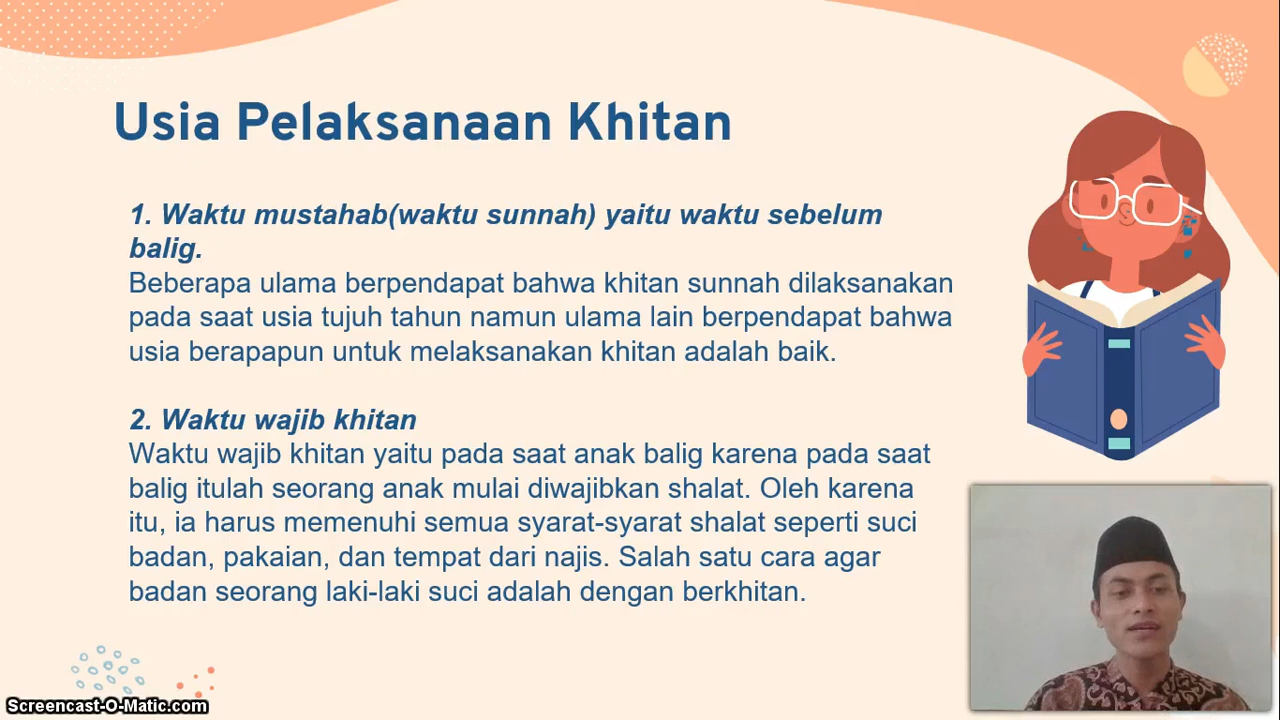 Usia Pelaksanaan Khitan
1. Waktu mustahab(waktu sunnah) yaitu waktu sebelum
balig.
Beberapa ulama berpendapat bahwa khitan sunnah dilaksanakan
pada saat usia tujuh tahun namun ulama lain berpendapat bahwa
usia berapapun untuk melaksanakan khitan adalah baik.
2. Waktu wajib khitan
Waktu wajib khitan yaitu pada saat anak balig karena pada saat
balig itulah seorang anak mulai diwajibkan shalat. Oleh karena
itu, ia harus memenuhi semua syarat-syarat shalat seperti suci
badan, pakaian, dan tempat dari najis. Salah satu cara agar
badan seorang laki-laki suci adalah dengan berkhitan.
Screencast-O-Matic.com